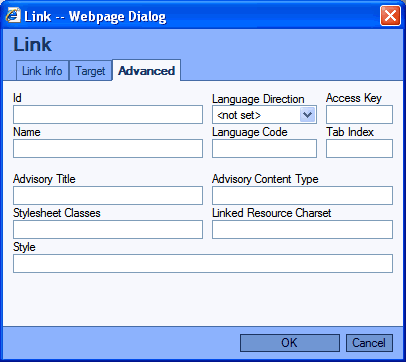 Link -- Webpage Dialog
Link
Link Info Target Advanced
Id Language Direction Access Key
<not set>
Name Language Code Tab Index
Advisory Title Advisory Content Type
Stylesheet Classes Linked Resource Charset
Style
OK Cancel